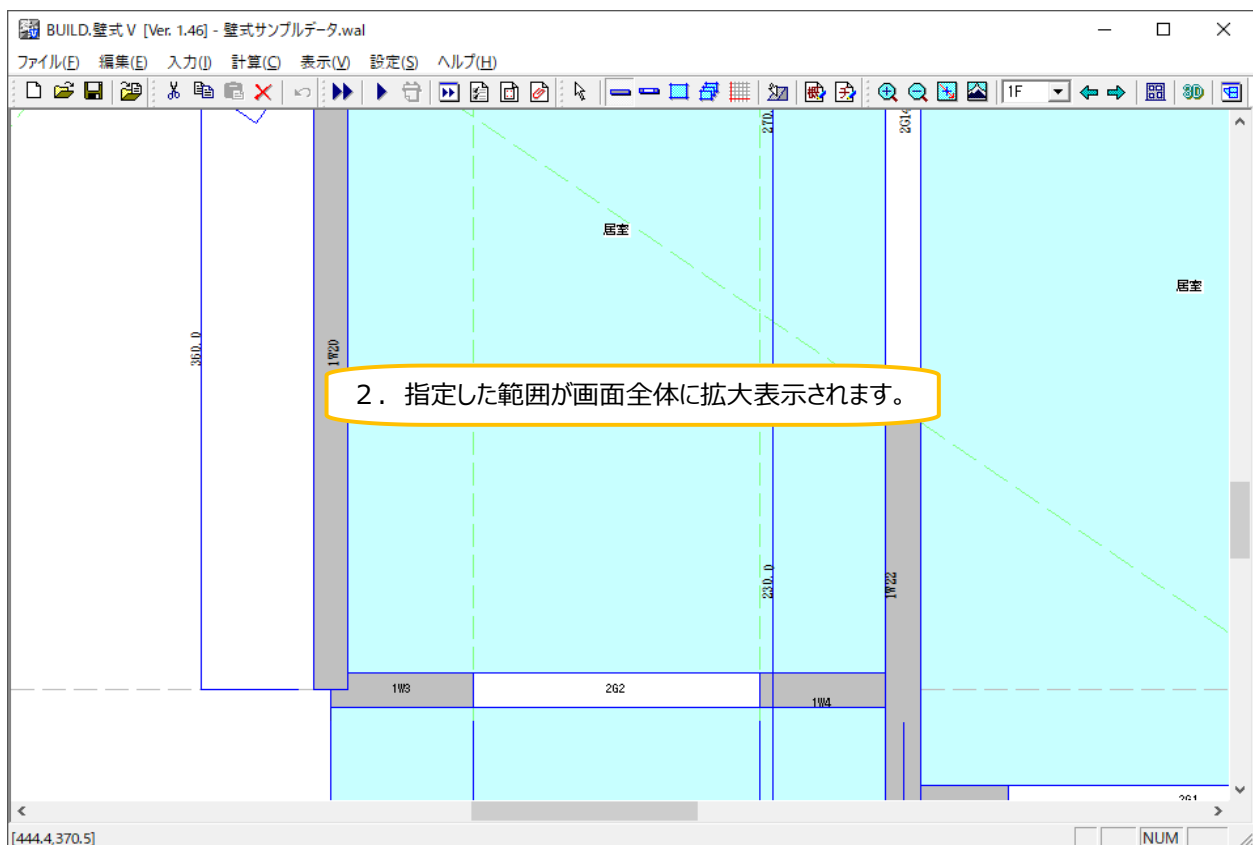 BUILD.壁式Ⅴ [Ver. 1.46] - 壁式サンプルデータ.wal
ファイル(F) 編集(E) 入力(I) 計算(C) 表示(V) 設定(S) ヘルプ(H)
1F
3D
270.
2G14
居室
居室
360.0
1W20
2．指定した範囲が画面全体に拡大表示されます。
230.0
1W22
1W3
2G2
1W4
2G1
[444.4,370.5]
NUM